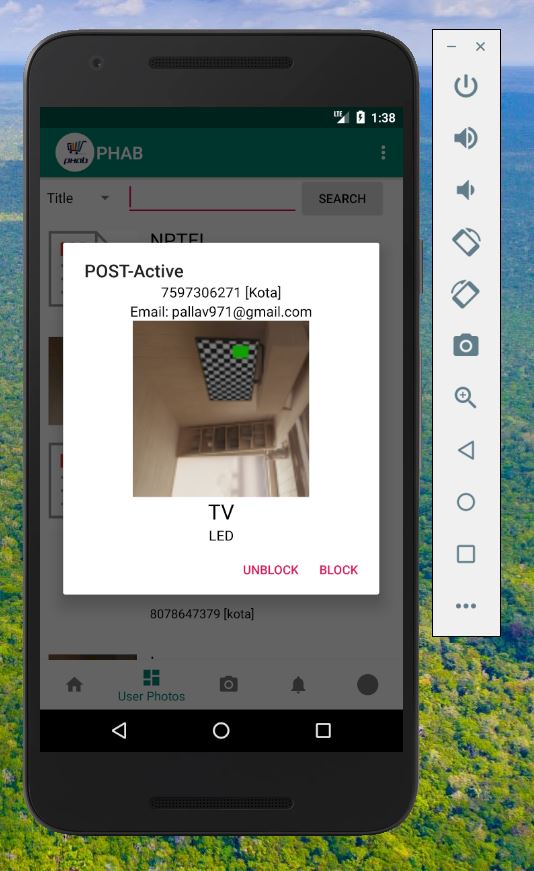 LTE 1:38
phab PHAB
Title SEARCH
NPTEL
POST-Active
7597306271 [Kota]
Email: pallav971@gmail.com
TV
LED
UNBLOCK BLOCK
8078647379 [kota]
User Photos